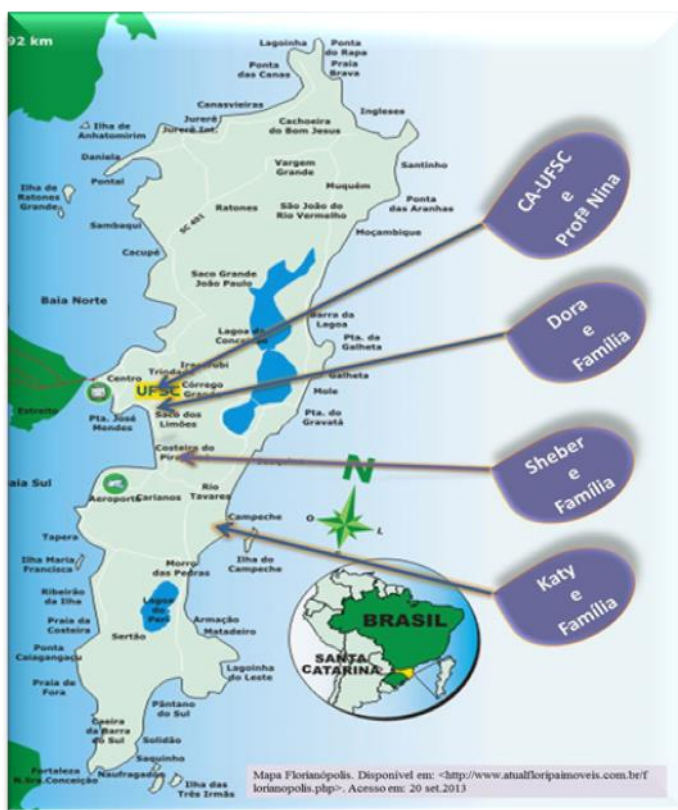 92 km
Lagoinha
Ponta
do Rapa
Ponta
das Canas
Praia
Brava
Canasvieiras
Ingleses
Jurerê
Jurerê Int.
Cachoeira
do Bom Jesus
Ilha de
Anhatomirim
Daniela
Vargem
Grande
Santinho
Pontal
Muquém
Ilha de
Ratones
Grande
Ratones
São João do
Rio Vermelho
Ponta
das Aranhas
SC 401
Sambaqui
Moçambique
Cacupé
Saco Grande
João Paulo
Baia Norte
Barra da
Lagoa
Lagoa da
Conceição
Pta. da
Galheta
Itacorubi
Trindade
Centro
UFSC
Córrego
Grande
Galheta
Mole
Estreito
Pta. José
Mendes
Saco dos
Limões
Pta. do
Gravatá
Costeira do
N
O
L
Baia Sul
Aeroporto
Carianos
Rio
Tavares
Campeche
Tapera
Ilha Maria
Francisca
Morro
das Pedras
Ilha do
Campeche
Ribeirão
da Ilha
Lagoa
do
Peri
Praia da
Costeira
Armação
Matadeiro
Sertão
Ponta
Caiagangaçu
Lagoinha
do Leste
Praia de
Fora
Pântano
do Sul
Caeira
da Barra
do Sul
Solidão
Saquinho
Fortaleza
N.Sra.Conceição
Naufragados
Ilha das
Três Irmãs
CA-UFSC
e
Profª Nina
Dora
e
Família
Sheber
e
Família
Katy
e
Família
BRASIL
SANTA
CATARINA
Mapa Florianópolis. Disponível em: <http://www.atualfloripaimoveis.com.br/f
lorianopolis.php>. Acesso em: 20 set.2013